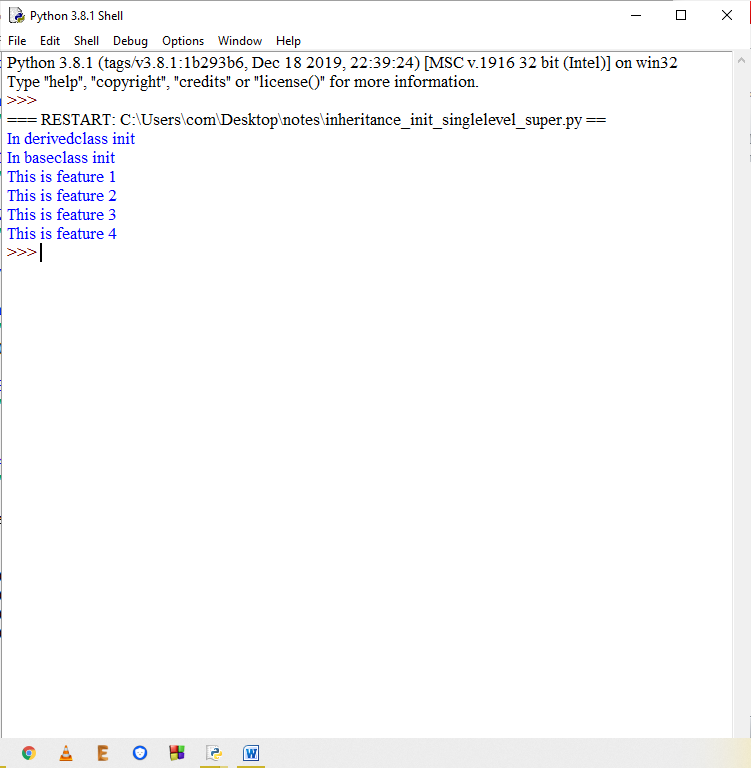 Python 3.8.1 Shell
File Edit Shell Debug Options Window Help
Python 3.8.1 (tags/v3.8.1:1b293b6, Dec 18 2019, 22:39:24) [MSC v.1916 32 bit (Intel)] on win32
Type "help", "copyright", "credits" or "license()" for more information.
>>>
=== RESTART: C:\Users\com\Desktop\notes\inheritance_init_singlelevel_super.py ==
In derivedclass init
In baseclass init
This is feature 1
This is feature 2
This is feature 3
This is feature 4
>>>